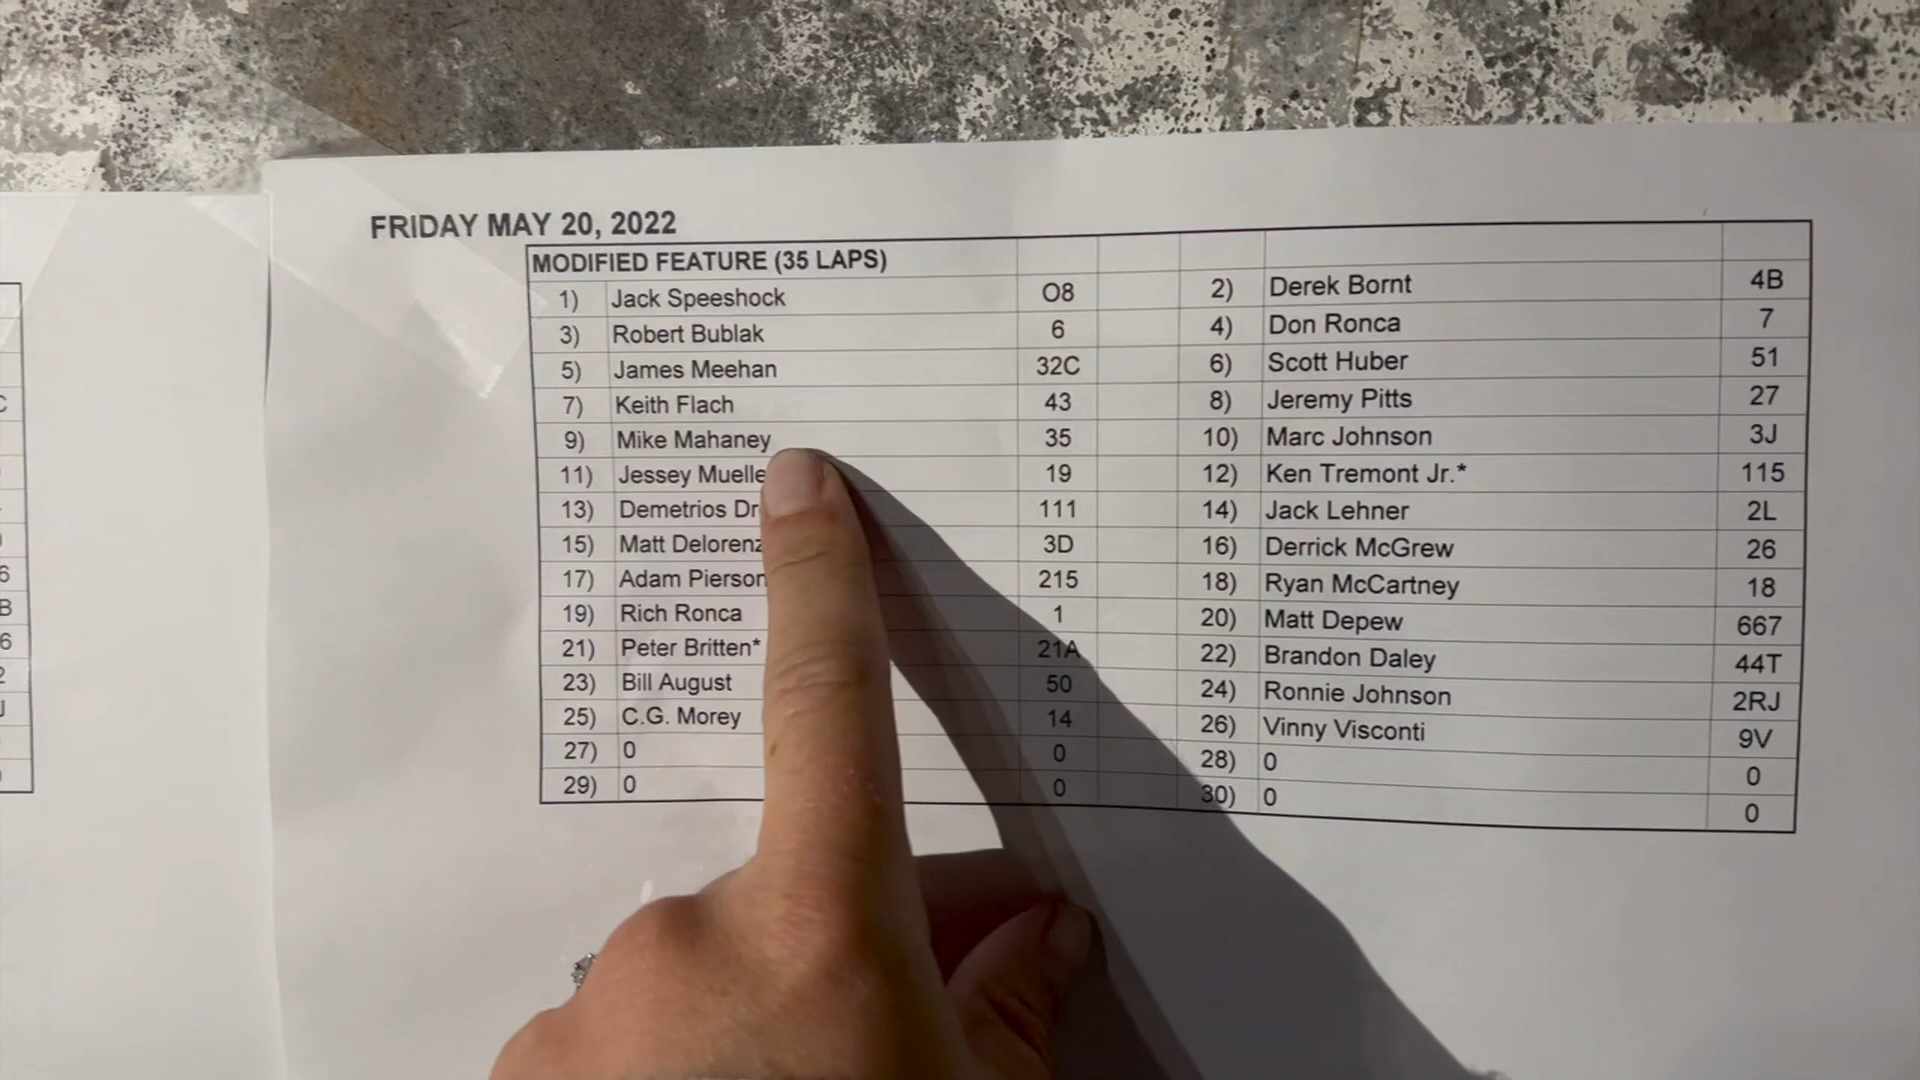 FRIDAY MAY 20, 2022
MODIFIED FEATURE (35 LAPS)
1) Jack Speeshock O8 2) Derek Bornt 4B
3) Robert Bublak 6 4) Don Ronca 7
5) James Meehan 32C 6) Scott Huber 51
7) Keith Flach 43 8) Jeremy Pitts 27
9) Mike Mahaney 35 10) Marc Johnson 3J
11) Jessey Muelle 19 12) Ken Tremont Jr.* 115
13) Demetrios Dr 111 14) Jack Lehner 2L
15) Matt Delorenz 3D 16) Derrick McGrew 26
17) Adam Pierson 215 18) Ryan McCartney 18
19) Rich Ronca 1 20) Matt Depew 667
21) Peter Britten* 21A 22) Brandon Daley 44T
23) Bill August 50 24) Ronnie Johnson 2RJ
25) C.G. Morey 14 26) Vinny Visconti 9V
27) 0 0 28) 0 0
29) 0 0 30) 0 0